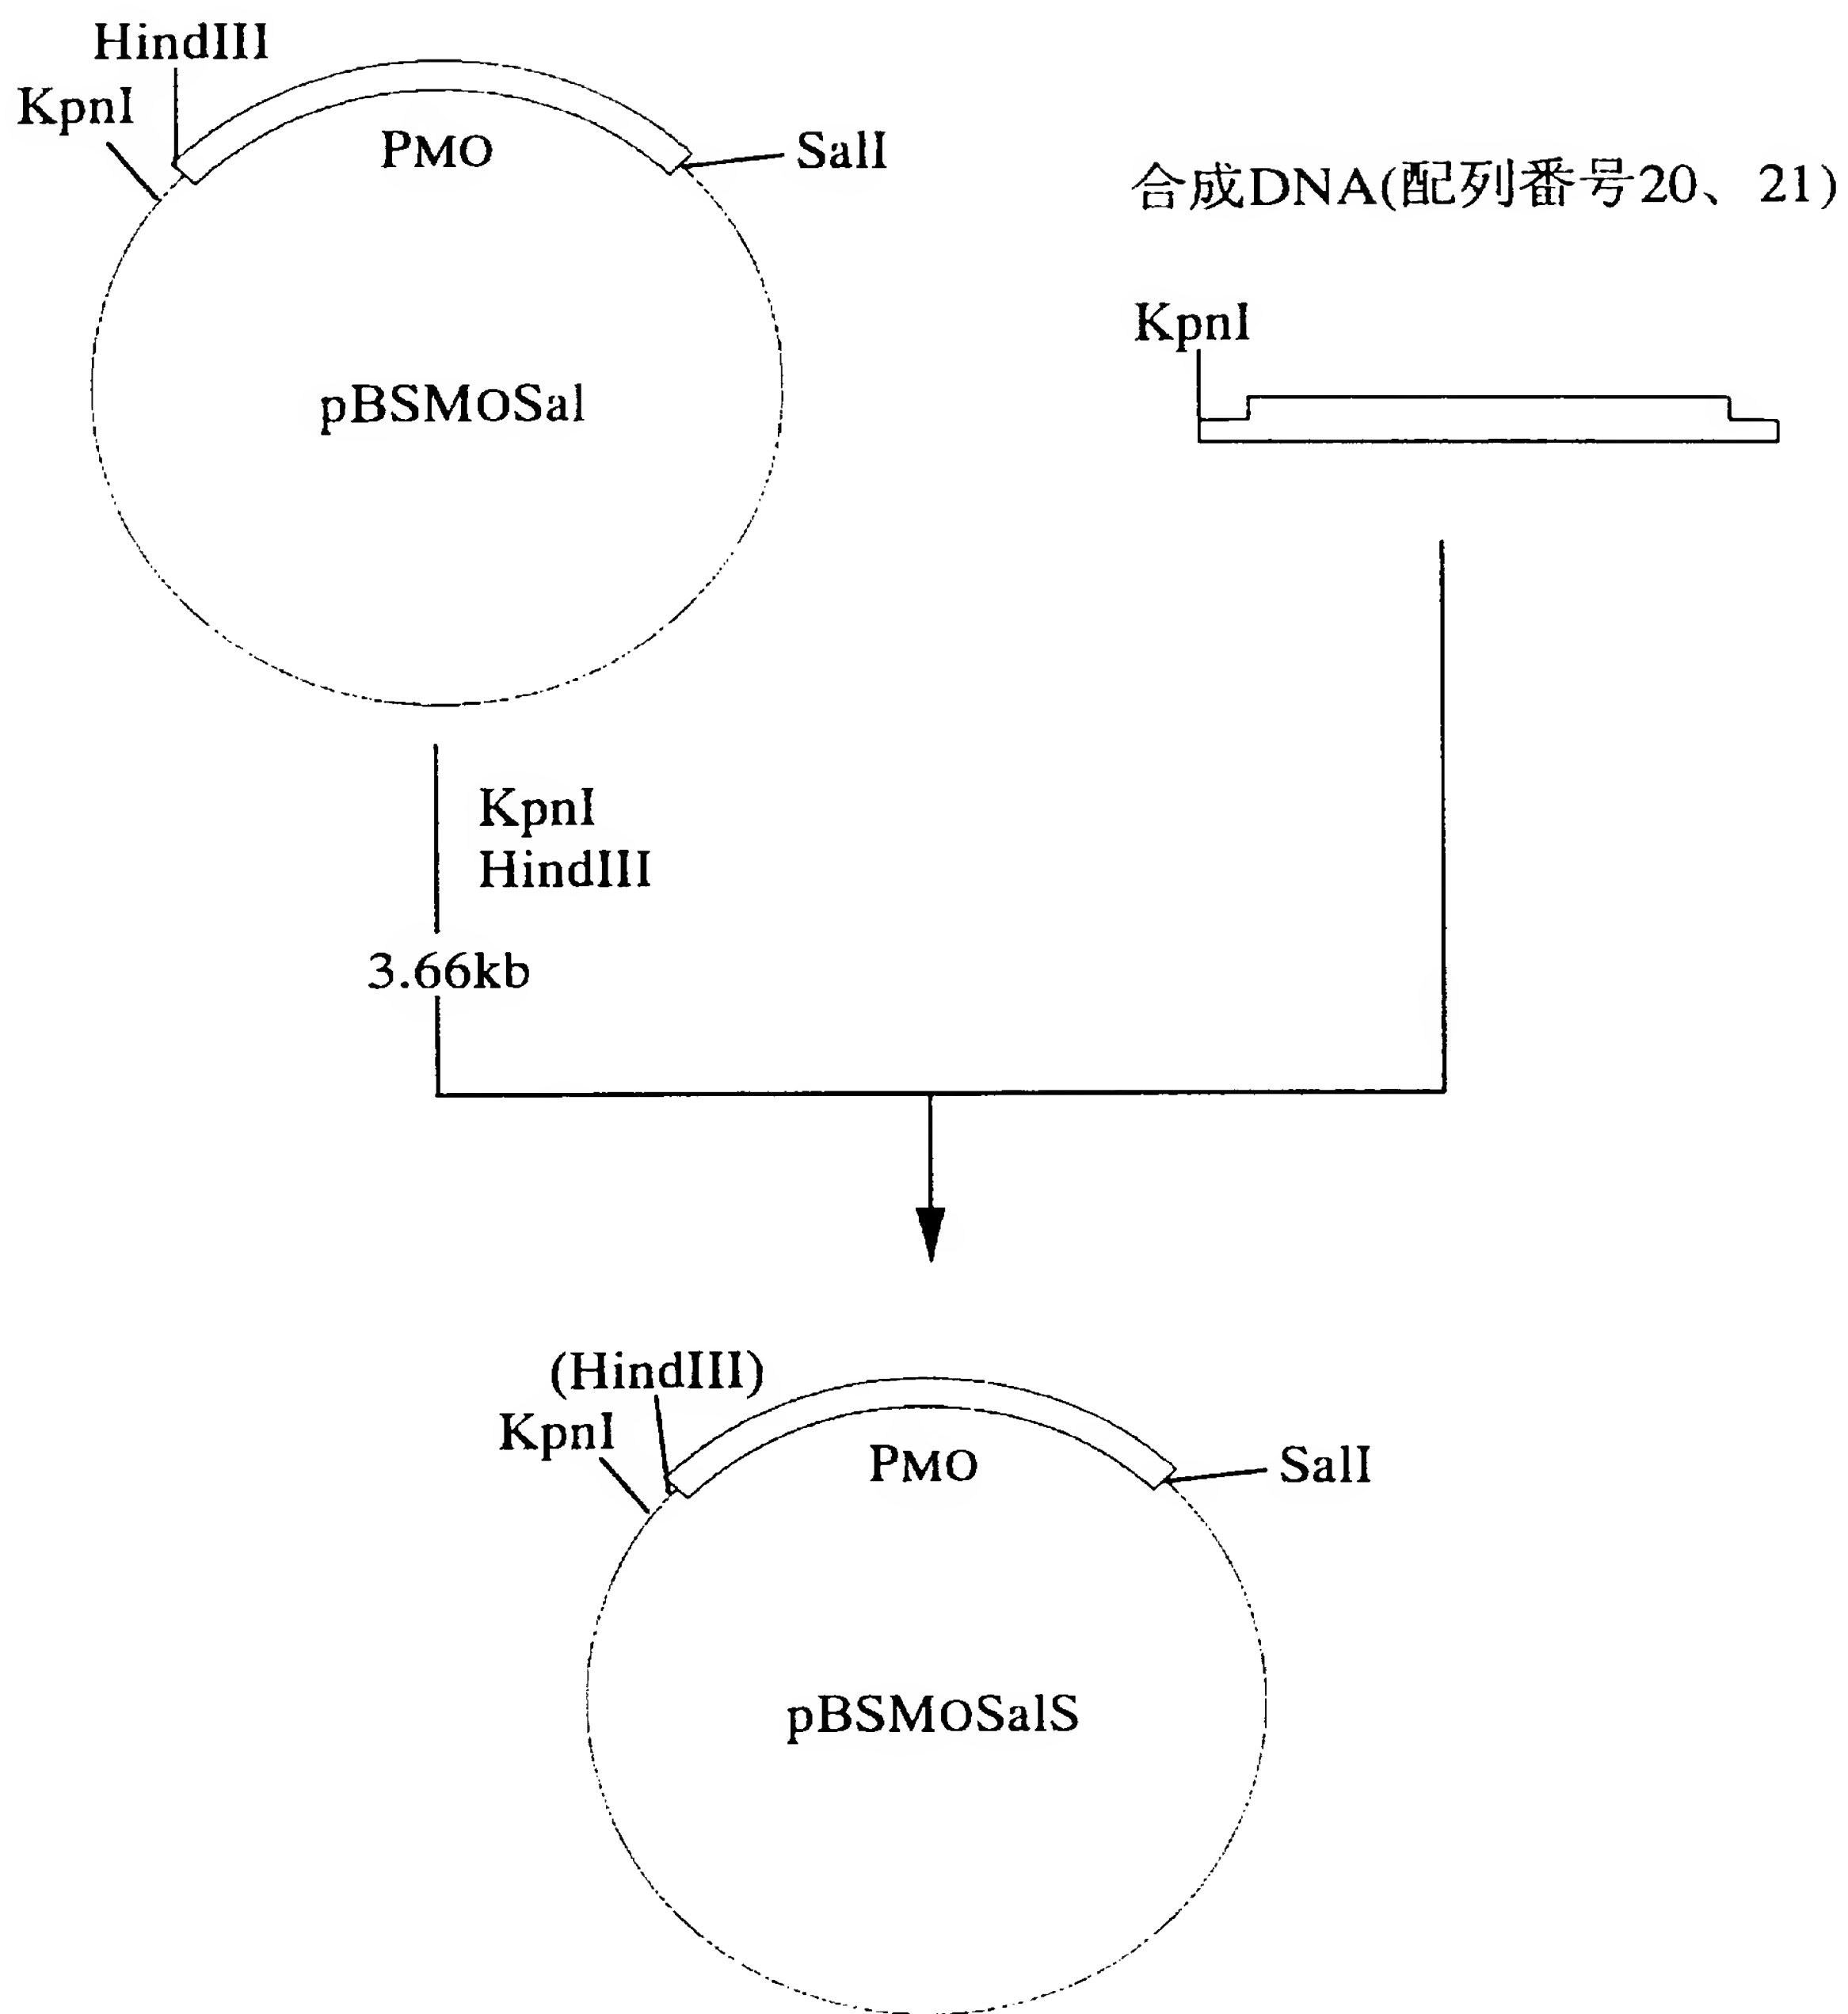 HindIII
KpnI
PMO
SalI
合成DNA(配列番号20、21)
KpnI
pBSMOSal
KpnI
HindIII
3.66kb
(HindIII)
KpnI
PMO
SalI
pBSMOSalS